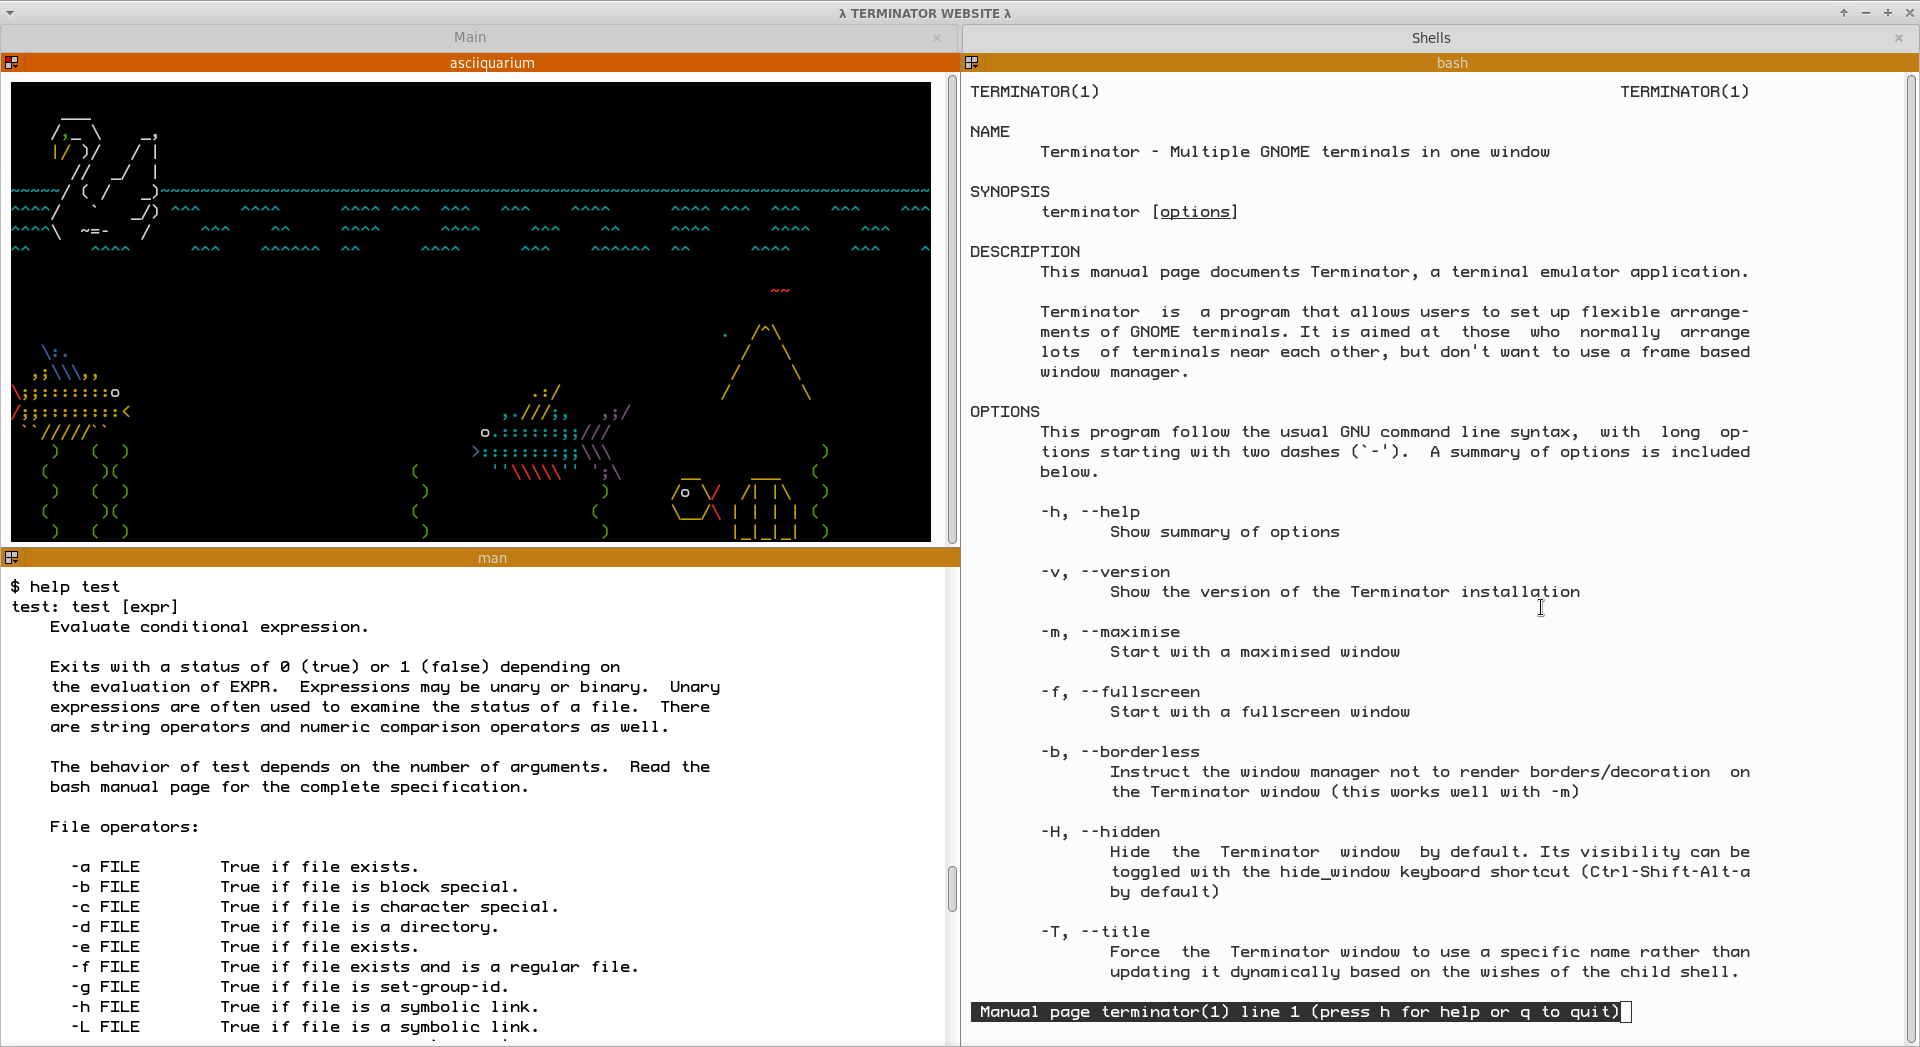 λ TERMINATOR WEBSITE λ
Main
asciiquarium
man
$ help test
test: test [expr]
    Evaluate conditional expression.

    Exits with a status of 0 (true) or 1 (false) depending on
    the evaluation of EXPR.  Expressions may be unary or binary.  Unary
    expressions are often used to examine the status of a file.  There
    are string operators and numeric comparison operators as well.

    The behavior of test depends on the number of arguments.  Read the
    bash manual page for the complete specification.

    File operators:

      -a FILE        True if file exists.
      -b FILE        True if file is block special.
      -c FILE        True if file is character special.
      -d FILE        True if file is a directory.
      -e FILE        True if file exists.
      -f FILE        True if file exists and is a regular file.
      -g FILE        True if file is set-group-id.
      -h FILE        True if file is a symbolic link.
      -L FILE        True if file is a symbolic link.
Shells
bash
TERMINATOR(1)                                                    TERMINATOR(1)

NAME
       Terminator - Multiple GNOME terminals in one window

SYNOPSIS
       terminator [options]

DESCRIPTION
       This manual page documents Terminator, a terminal emulator application.

       Terminator  is  a program that allows users to set up flexible arrange-
       ments of GNOME terminals. It is aimed at  those  who  normally  arrange
       lots  of terminals near each other, but don't want to use a frame based
       window manager.

OPTIONS
       This program follow the usual GNU command line syntax,  with  long  op-
       tions starting with two dashes (`-').  A summary of options is included
       below.

       -h, --help
              Show summary of options

       -v, --version
              Show the version of the Terminator installation

       -m, --maximise
              Start with a maximised window

       -f, --fullscreen
              Start with a fullscreen window

       -b, --borderless
              Instruct the window manager not to render borders/decoration  on
              the Terminator window (this works well with -m)

       -H, --hidden
              Hide  the  Terminator  window  by default. Its visibility can be
              toggled with the hide_window keyboard shortcut (Ctrl-Shift-Alt-a
              by default)

       -T, --title
              Force  the  Terminator window to use a specific name rather than
              updating it dynamically based on the wishes of the child shell.

Manual page terminator(1) line 1 (press h for help or q to quit)